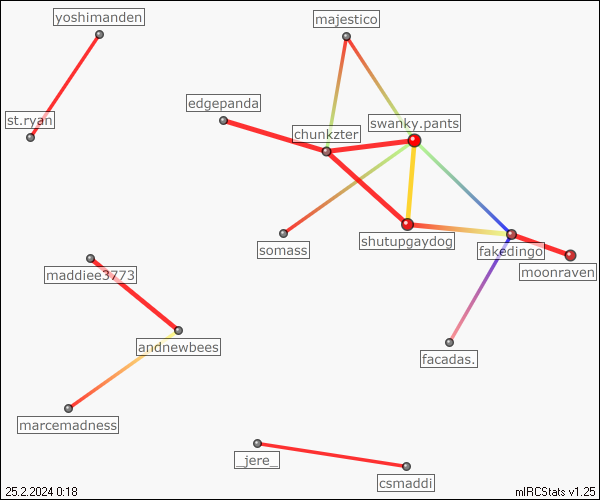 yoshimanden
majestico
edgepanda
st.ryan
chunkzter
swanky.pants
somass
shutupgaydog
fakedingo
moonraven
maddiee3773
andnewbees
facadas.
marcemadness
_jere_
csmaddi
25.2.2024 0:18
mIRCStats v1.25